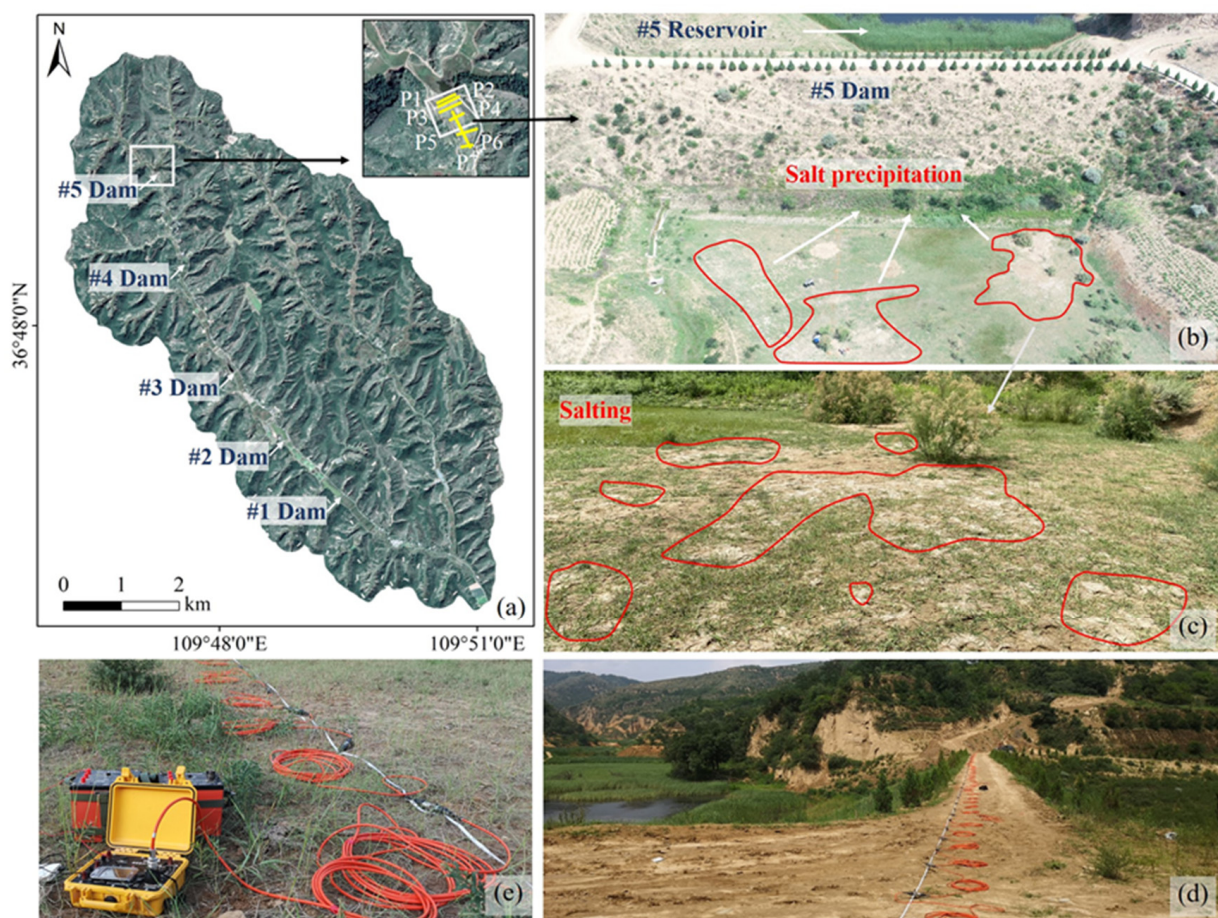 N
P1
P2
P3
P4
P5
P6
P7
#5 Dam
#4 Dam
#3 Dam
#2 Dam
#1 Dam
36°48'0"N
0 1 2
km
(a)
109°48'0"E
109°51'0"E
#5 Reservoir
#5 Dam
Salt precipitation
(b)
Salting
(c)
(e)
(d)